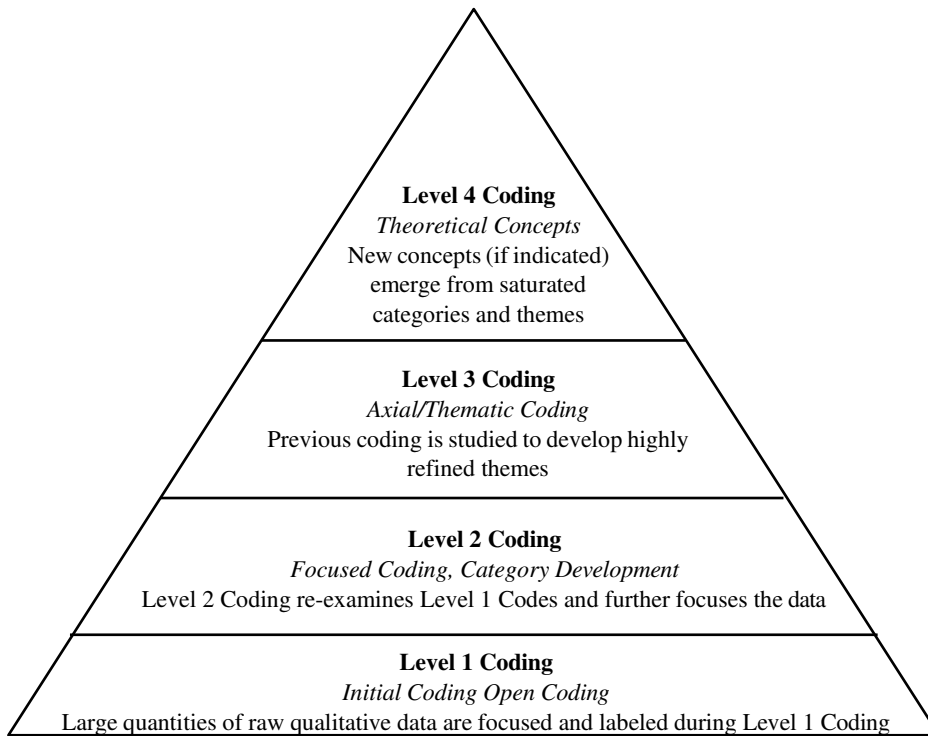 Level 4 Coding
Theoretical Concepts
New concepts (if indicated)
emerge from saturated
categories and themes
Level 3 Coding
Axial/Thematic Coding
Previous coding is studied to develop highly
refined themes
Level 2 Coding
Focused Coding, Category Development
Level 2 Coding re-examines Level 1 Codes and further focuses the data
Level 1 Coding
Initial Coding Open Coding
Large quantities of raw qualitative data are focused and labeled during Level 1 Coding